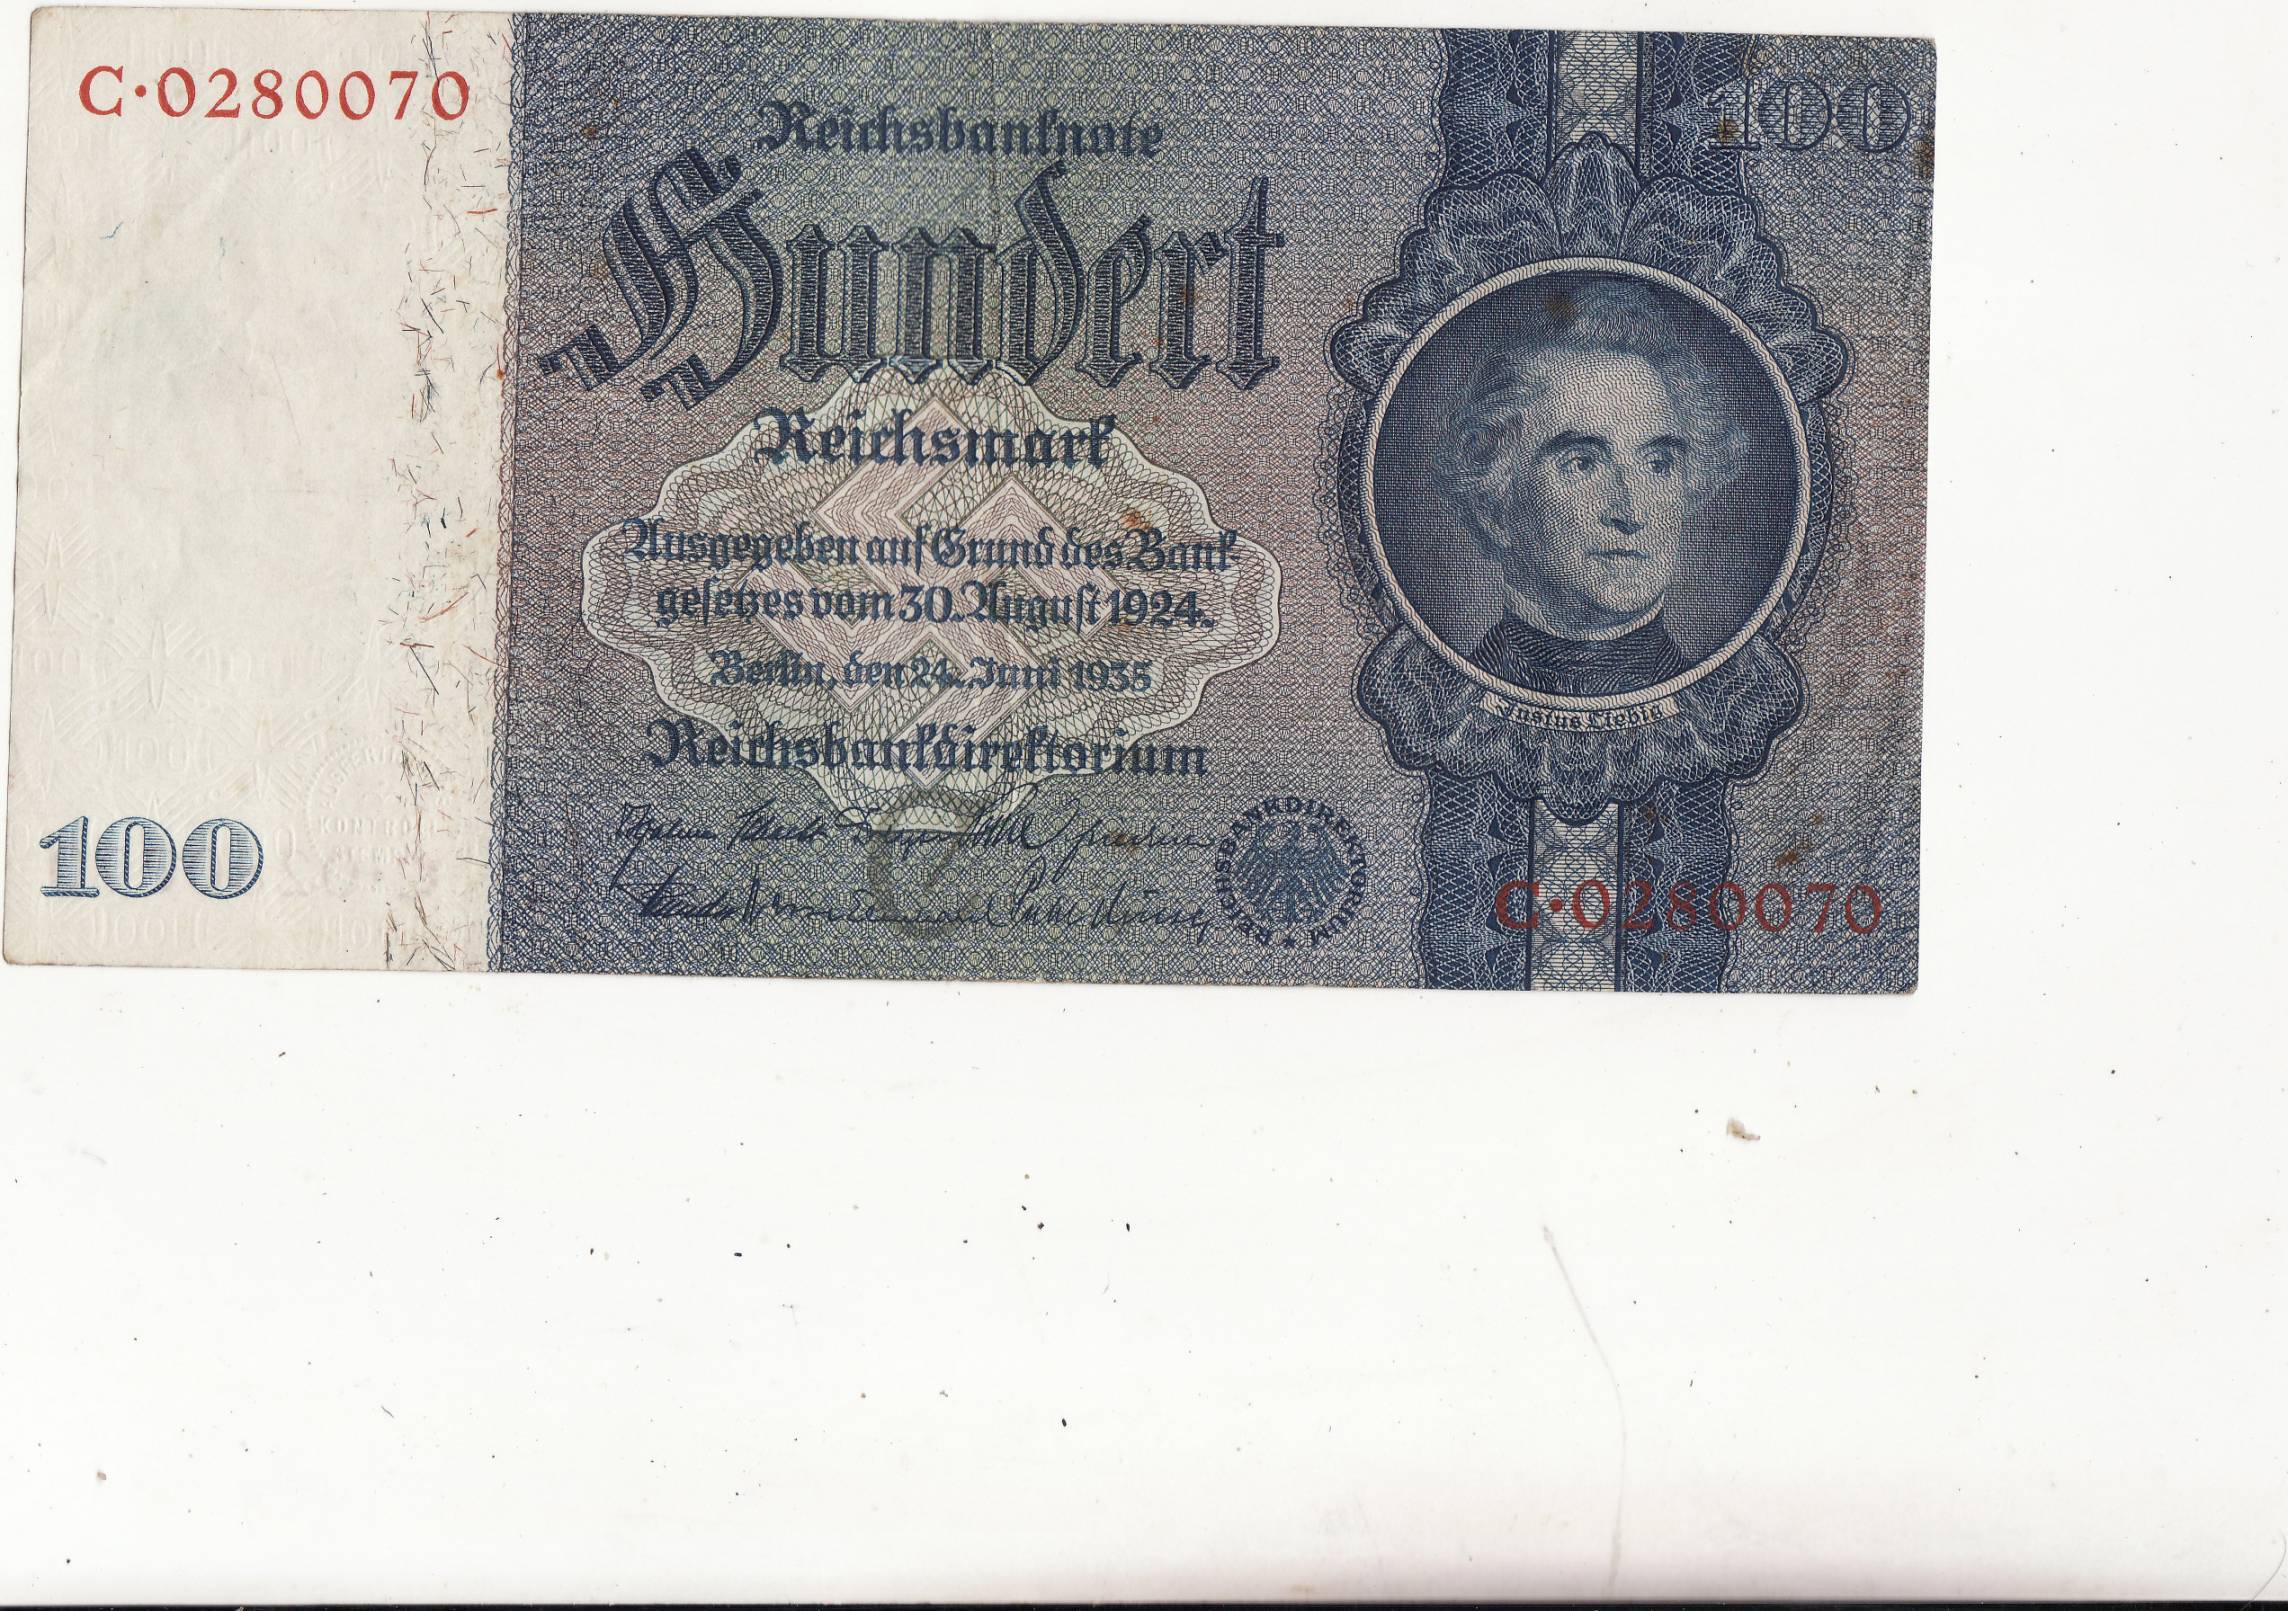 C·0280070
100
Reichsbanknote
Hundert
Reichsmark
Ausgegeben auf Grund des Bank
gesetzes vom 30. August 1924.
Berlin, den 24. Juni 1935
Reichsbankdirektorium
REICHSBANKDIREKTORIUM
Justus Liebig
100
KONTROLL
C·0280070